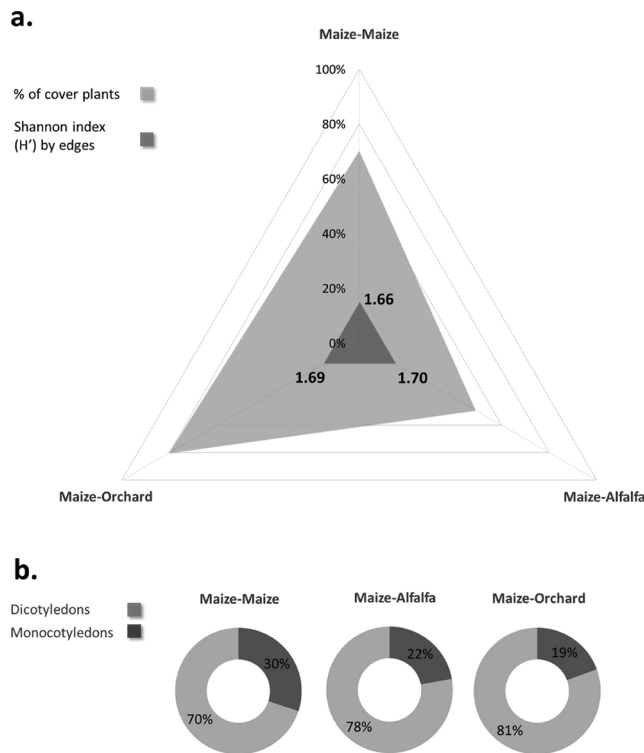 a.
Maize-Maize
100%
% of cover plants
80%
Shannon index
(H’) by edges
60%
40%
20%
1.66
0%
1.69
1.70
Maize-Orchard
Maize-Alfalfa
b.
Dicotyledons
Monocotyledons
Maize-Maize
Maize-Alfalfa
Maize-Orchard
30%
70%
22%
78%
19%
81%